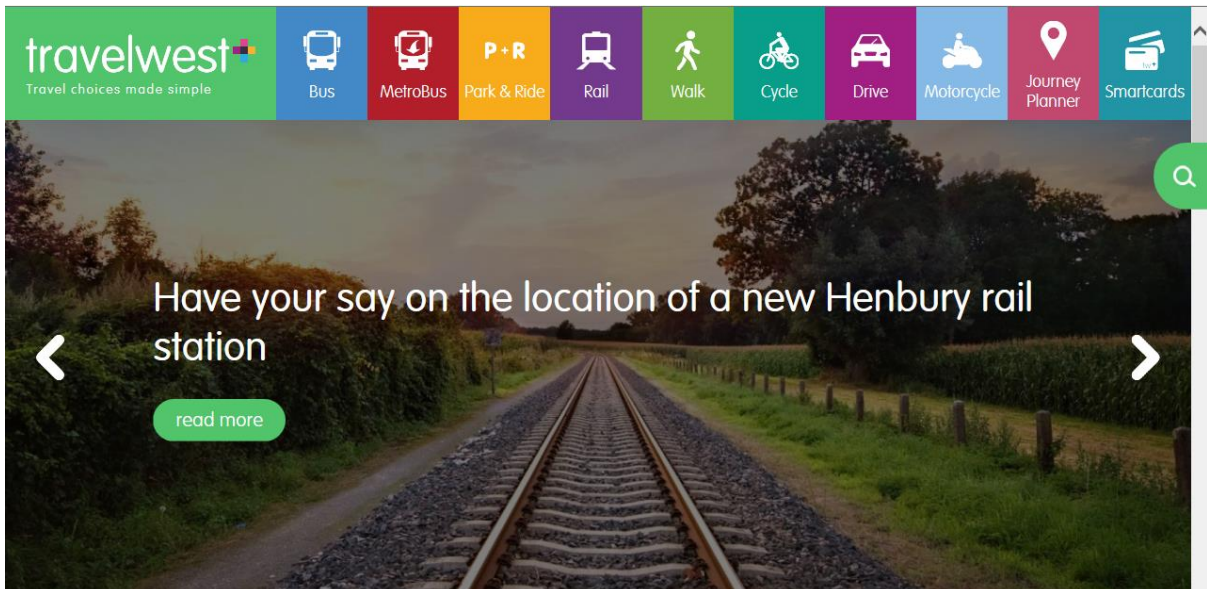 travelwest+
Travel choices made simple
Bus
MetroBus
P+R
Park & Ride
Rail
Walk
Cycle
Drive
Motorcycle
Journey
Planner
Smartcards
Have your say on the location of a new Henbury rail
station
read more